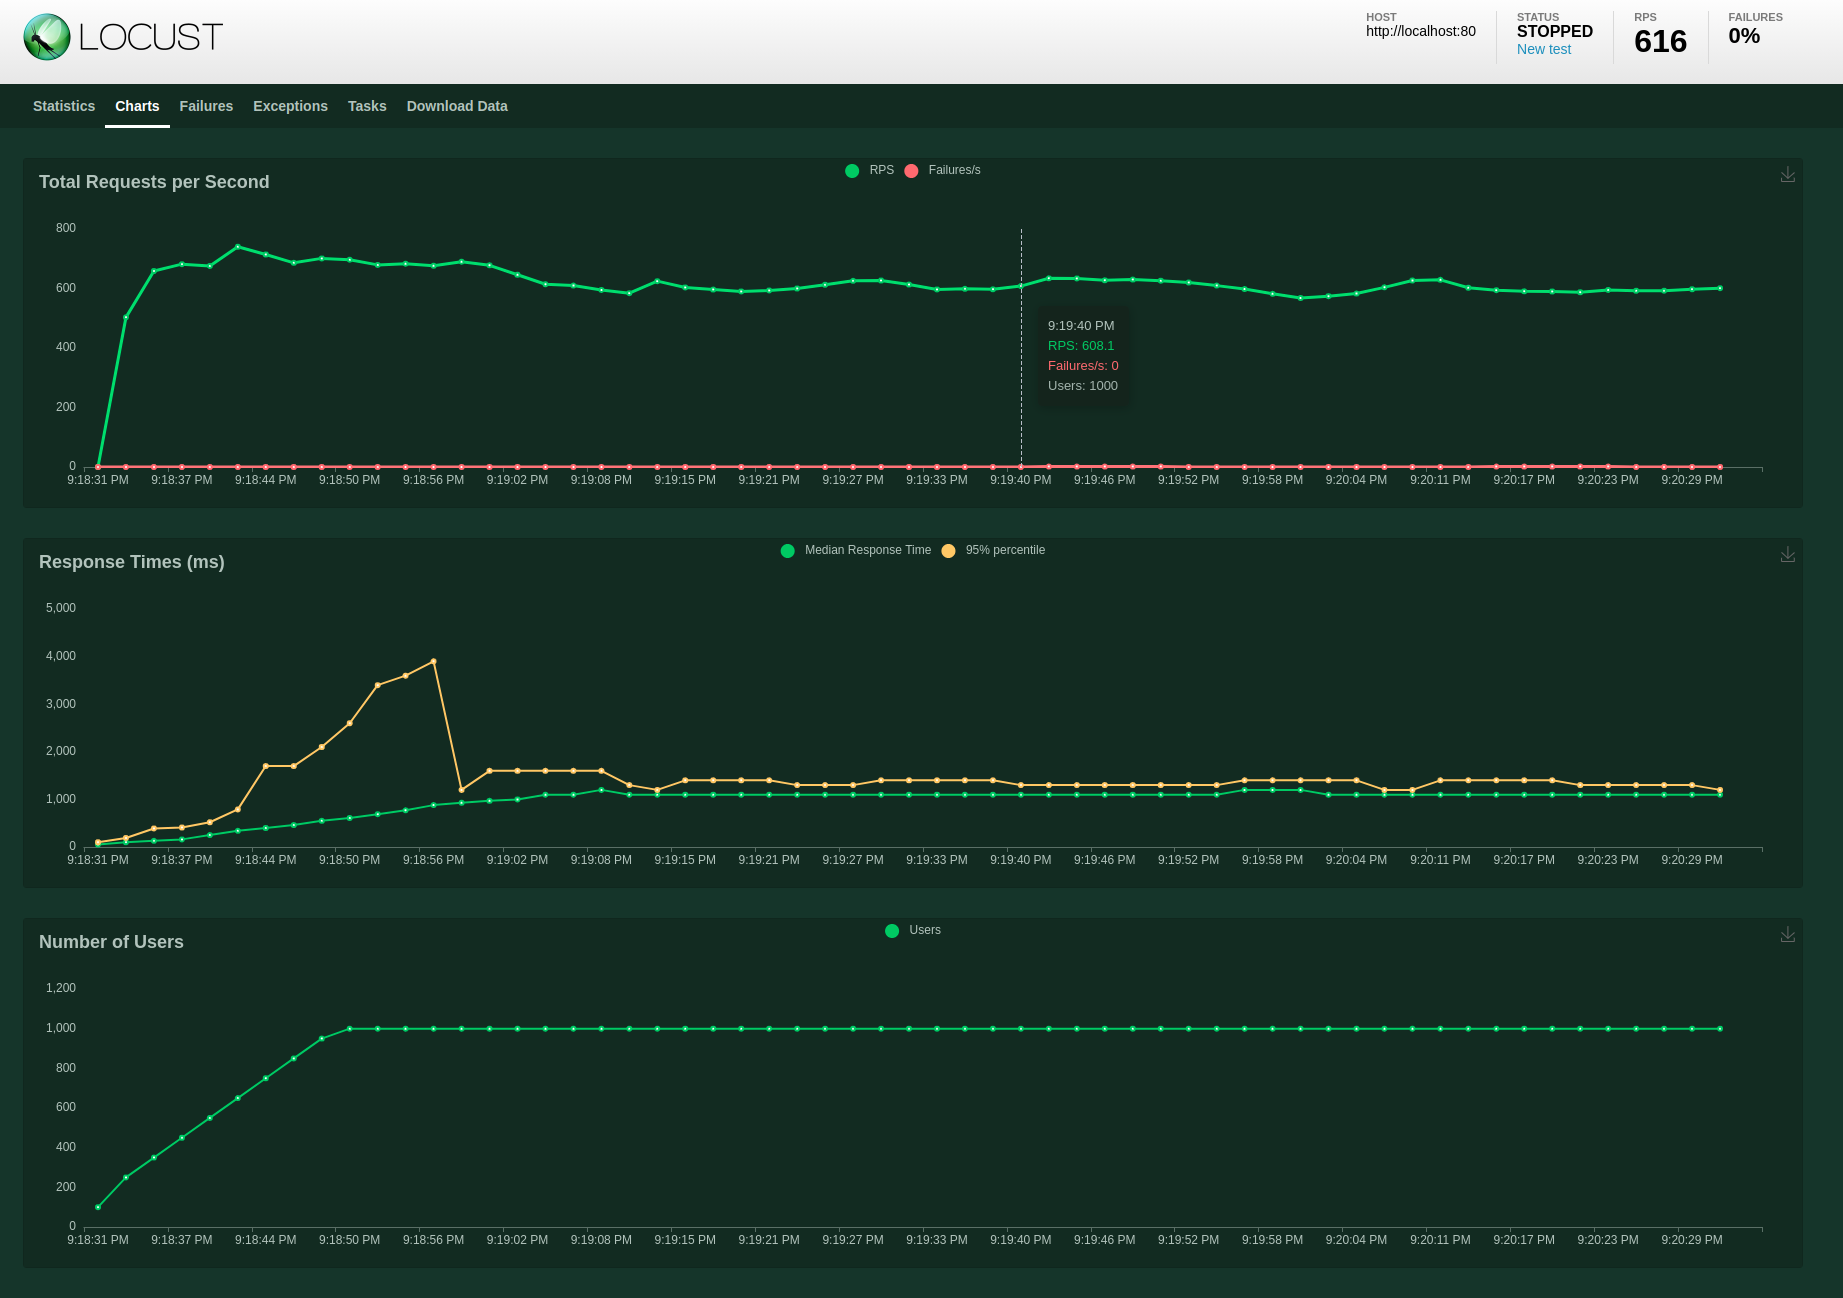 LOCUST
HOST
http://localhost:80
STATUS
STOPPED
New test
RPS
616
FAILURES
0%
Statistics Charts Failures Exceptions Tasks Download Data
Total Requests per Second
RPS Failures/s
800
600
400
200
0
9:19:40 PM
RPS: 608.1
Failures/s: 0
Users: 1000
9:18:31 PM 9:18:37 PM 9:18:44 PM 9:18:50 PM 9:18:56 PM 9:19:02 PM 9:19:08 PM 9:19:15 PM 9:19:21 PM 9:19:27 PM 9:19:33 PM 9:19:40 PM 9:19:46 PM 9:19:52 PM 9:19:58 PM 9:20:04 PM 9:20:11 PM 9:20:17 PM 9:20:23 PM 9:20:29 PM
Response Times (ms)
Median Response Time 95% percentile
5,000
4,000
3,000
2,000
1,000
0
9:18:31 PM 9:18:37 PM 9:18:44 PM 9:18:50 PM 9:18:56 PM 9:19:02 PM 9:19:08 PM 9:19:15 PM 9:19:21 PM 9:19:27 PM 9:19:33 PM 9:19:40 PM 9:19:46 PM 9:19:52 PM 9:19:58 PM 9:20:04 PM 9:20:11 PM 9:20:17 PM 9:20:23 PM 9:20:29 PM
Number of Users
Users
1,200
1,000
800
600
400
200
0
9:18:31 PM 9:18:37 PM 9:18:44 PM 9:18:50 PM 9:18:56 PM 9:19:02 PM 9:19:08 PM 9:19:15 PM 9:19:21 PM 9:19:27 PM 9:19:33 PM 9:19:40 PM 9:19:46 PM 9:19:52 PM 9:19:58 PM 9:20:04 PM 9:20:11 PM 9:20:17 PM 9:20:23 PM 9:20:29 PM